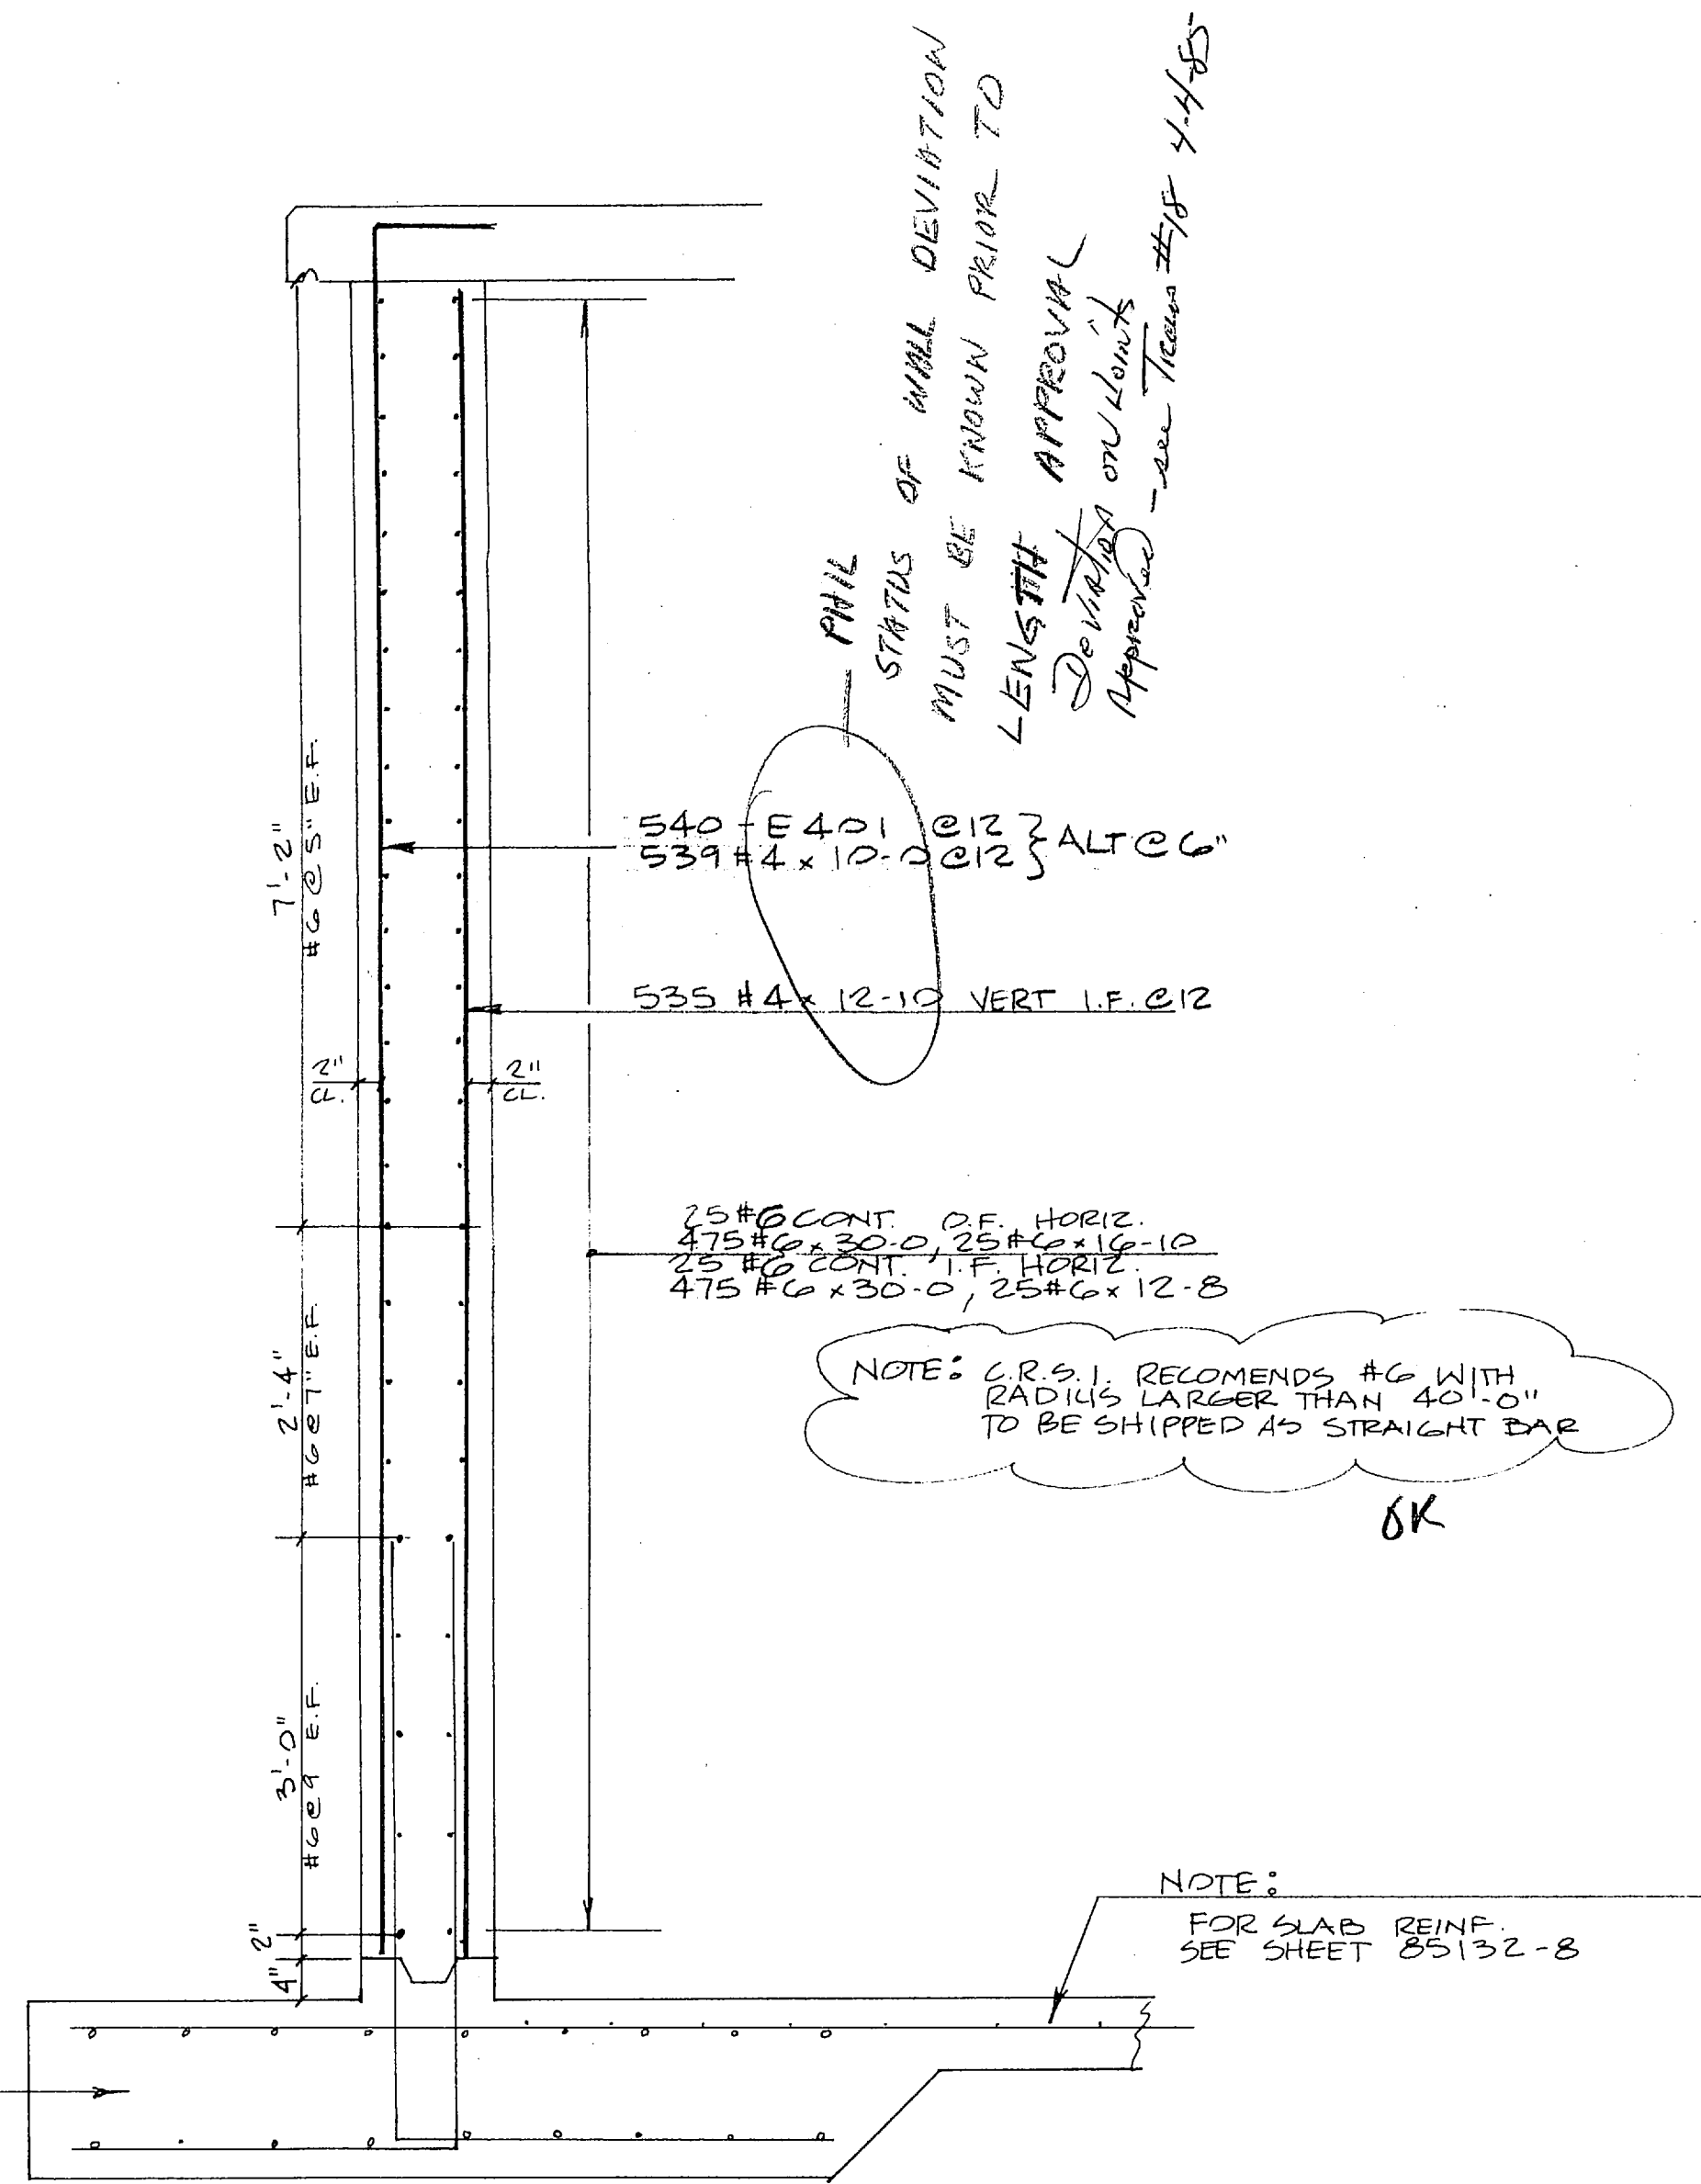 PHIL
STATUS OF WALL DEVIATION
MUST BE KNOWN PRIOR TO
LENGTH APPROVAL
Deviation on Joints
Approved - see Trans #18 4-4-85
7'-2"
#6@5" E.F.
540 - E401 @12 } ALT @ 6"
539 #4 x 10-0 @12
535 #4 x 12-10 VERT I.F. @12
2"
CL.
2"
CL.
25 #6 CONT. O.F. HORIZ.
475 #6 x 30-0, 25 #6 x 16-10
25 #6 CONT. I.F. HORIZ.
475 #6 x 30-0, 25 #6 x 12-8
2'-4"
#6@7" E.F.
NOTE: C.R.S.I. RECOMENDS #6 WITH
RADIUS LARGER THAN 40'-0"
TO BE SHIPPED AS STRAIGHT BAR
OK
3'-0"
#6@9 E.F.
2"
4"
NOTE:
FOR SLAB REINF.
SEE SHEET 85132-8